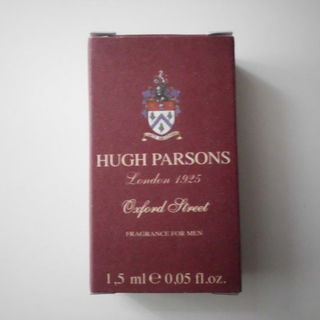 HUGH PARSONS
London 1925
Oxford Street
FRAGRANCE FOR MEN
1,5 ml ℮ 0,05 fl.oz.